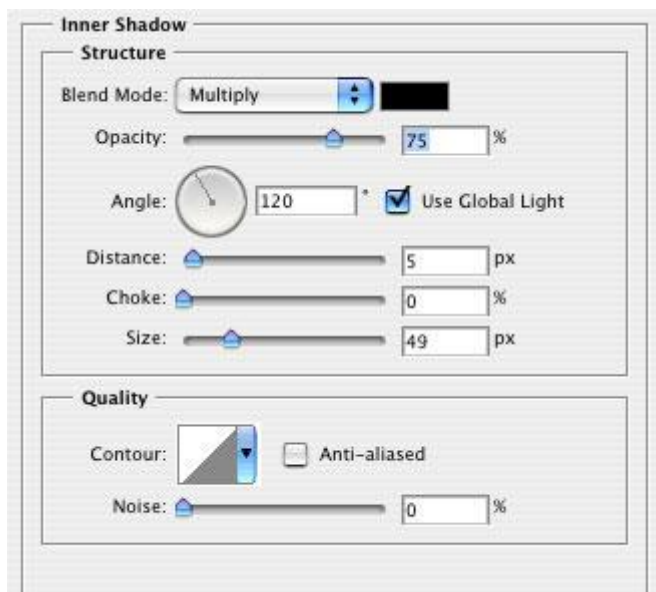 Inner Shadow
Structure
Blend Mode: Multiply
Opacity: 75 %
Angle: 120 ° Use Global Light
Distance: 5 px
Choke: 0 %
Size: 49 px
Quality
Contour: Anti-aliased
Noise: 0 %